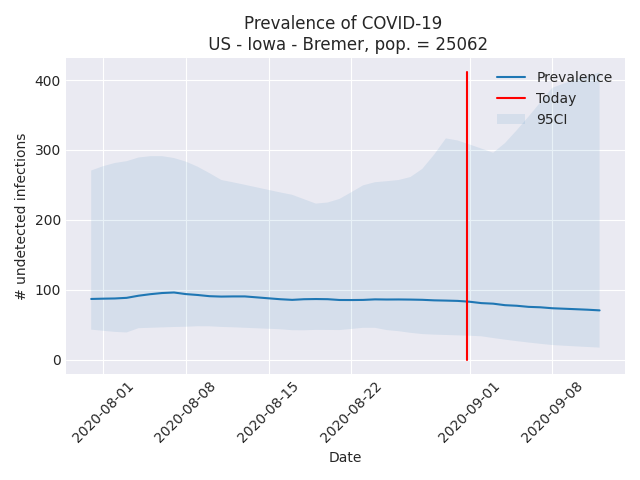 Prevalence of COVID-19
US - Iowa - Bremer, pop. = 25062
400
300
200
100
0
# undetected infections
Prevalence
Today
95CI
2020-08-01
2020-08-08
2020-08-15
2020-08-22
2020-09-01
2020-09-08
Date